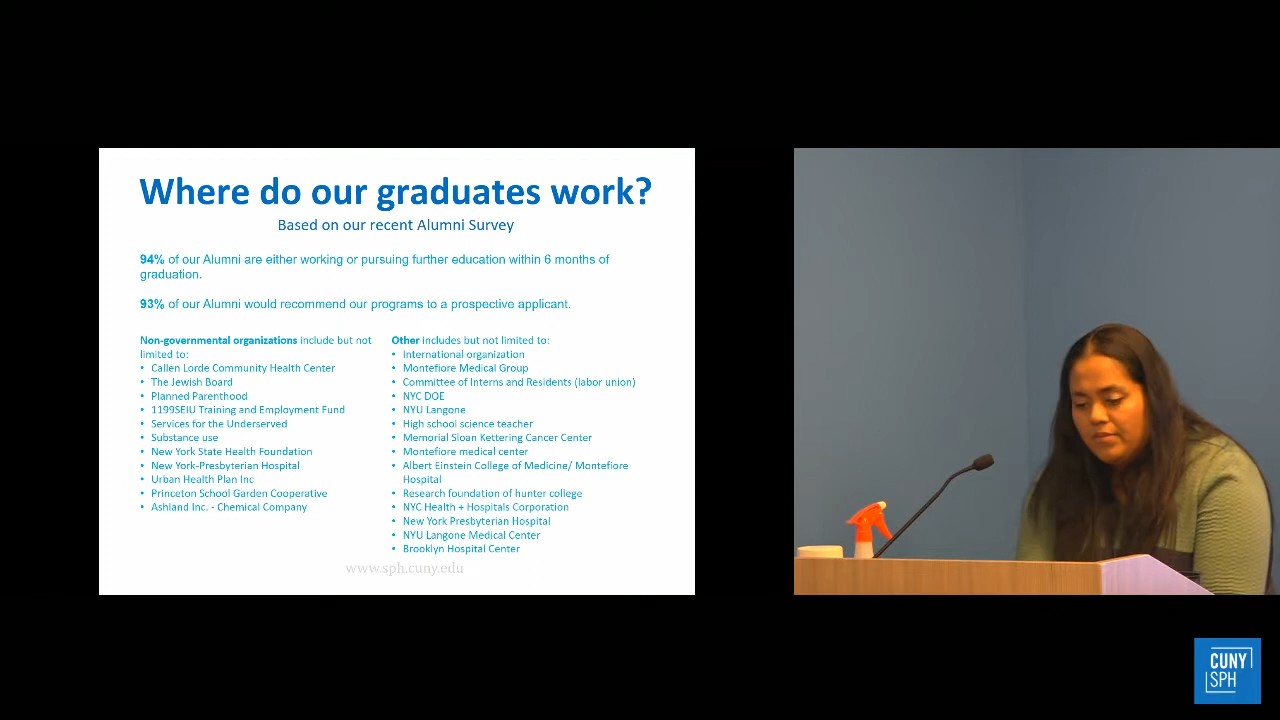 Where do our graduates work?
Based on our recent Alumni Survey
94% of our Alumni are either working or pursuing further education within 6 months of
graduation.
93% of our Alumni would recommend our programs to a prospective applicant.
Non-governmental organizations include but not
limited to:
• Callen Lorde Community Health Center
• The Jewish Board
• Planned Parenthood
• 1199SEIU Training and Employment Fund
• Services for the Underserved
• Substance use
• New York State Health Foundation
• New York-Presbyterian Hospital
• Urban Health Plan Inc
• Princeton School Garden Cooperative
• Ashland Inc. - Chemical Company
Other includes but not limited to:
• International organization
• Montefiore Medical Group
• Committee of Interns and Residents (labor union)
• NYC DOE
• NYU Langone
• High school science teacher
• Memorial Sloan Kettering Cancer Center
• Montefiore medical center
• Albert Einstein College of Medicine/ Montefiore
Hospital
• Research foundation of hunter college
• NYC Health + Hospitals Corporation
• New York Presbyterian Hospital
• NYU Langone Medical Center
• Brooklyn Hospital Center
www.sph.cuny.edu
CUNY
SPH